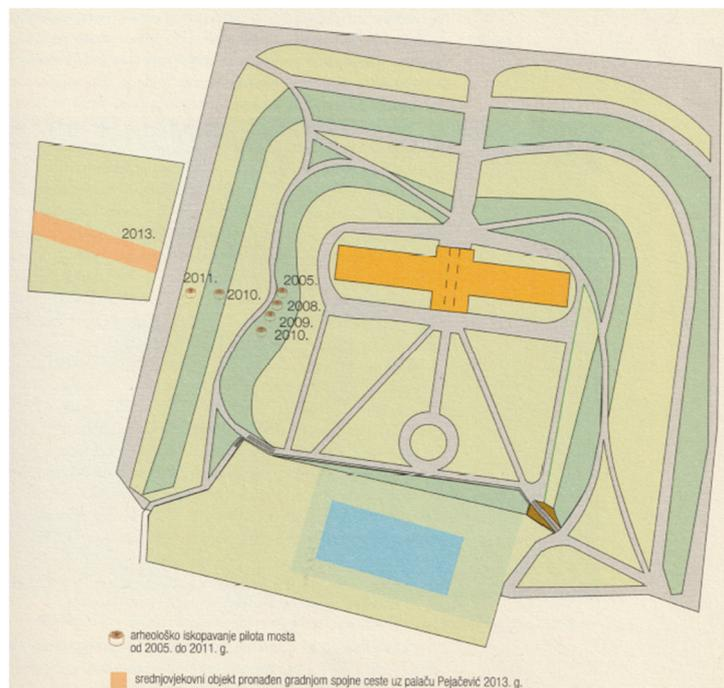 2013.
2011.
2010.
2005.
2008.
2009.
2010.
arheološko iskopavanje pilota mosta
od 2005. do 2011. g.
srednjovjekovni objekt pronađen gradnjom spojne ceste uz palaču Pejačević 2013. g.